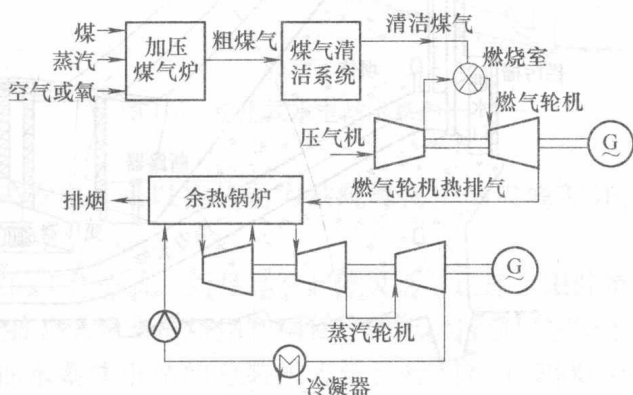 煤
蒸汽
空气或氧
加压
煤气炉
粗煤气
煤气清
洁系统
清洁煤气
燃烧室
燃气轮机
压气机
G
~
燃气轮机热排气
余热锅炉
排烟
G
~
蒸汽轮机
冷凝器